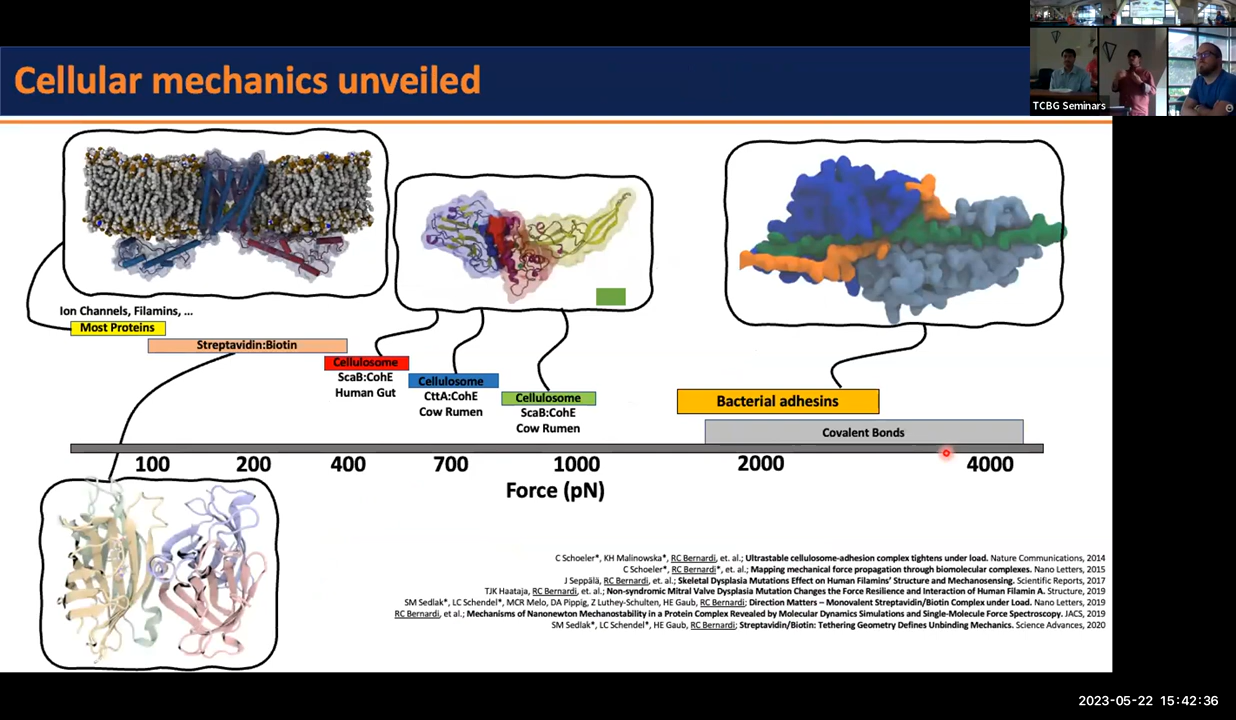 Cellular mechanics unveiled
TCBG Seminars
Ion Channels, Filamins, ...
Most Proteins
Streptavidin:Biotin
Cellulosome
ScaB:CohE
Human Gut
Cellulosome
CttA:CohE
Cow Rumen
Cellulosome
ScaB:CohE
Cow Rumen
Bacterial adhesins
Covalent Bonds
100 200 400 700 1000 2000 4000
Force (pN)
C Schoeler*, KH Malinowska*, RC Bernardi, et. al.; Ultrastable cellulosome-adhesion complex tightens under load. Nature Communications, 2014
C Schoeler*, RC Bernardi*, et. al.; Mapping mechanical force propagation through biomolecular complexes. Nano Letters, 2015
J Seppälä, RC Bernardi, et. al.; Skeletal Dysplasia Mutations Effect on Human Filamins' Structure and Mechanosensing. Scientific Reports, 2017
TJK Haataja, RC Bernardi, et. al.; Non-syndromic Mitral Valve Dysplasia Mutation Changes the Force Resilience and Interaction of Human Filamin A. Structure, 2019
SM Sedlak*, LC Schendel*, MCR Melo, DA Pippig, Z Luthey-Schulten, HE Gaub, RC Bernardi; Direction Matters – Monovalent Streptavidin/Biotin Complex under Load. Nano Letters, 2019
RC Bernardi, et al.; Mechanisms of Nanonewton Mechanostability in a Protein Complex Revealed by Molecular Dynamics Simulations and Single-Molecule Force Spectroscopy. JACS, 2019
SM Sedlak*, LC Schendel*, HE Gaub, RC Bernardi; Streptavidin/Biotin: Tethering Geometry Defines Unbinding Mechanics. Science Advances, 2020
2023-05-22 15:42:36